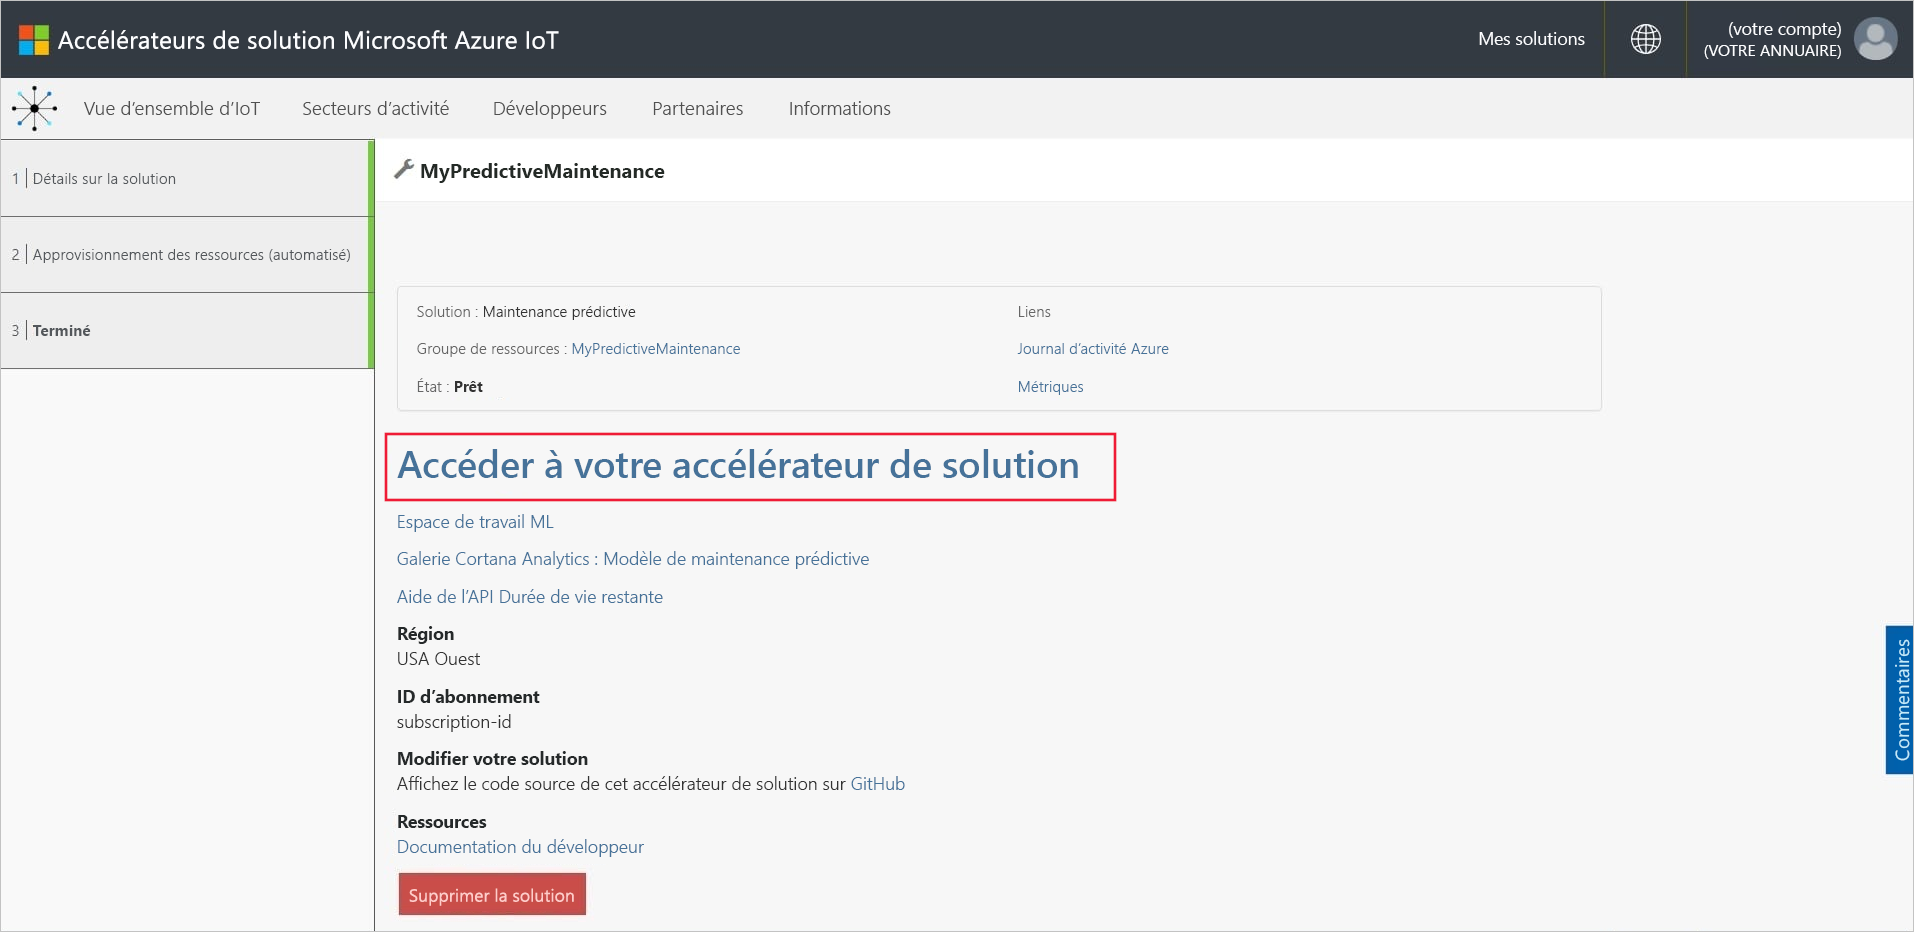 Accélérateurs de solution Microsoft Azure IoT
Mes solutions
(votre compte)
(VOTRE ANNUAIRE)
Vue d’ensemble d’IoT
Secteurs d’activité
Développeurs
Partenaires
Informations
1 | Détails sur la solution
2 | Approvisionnement des ressources (automatisé)
3 | Terminé
MyPredictiveMaintenance
Solution : Maintenance prédictive
Groupe de ressources : MyPredictiveMaintenance
État : Prêt
Liens
Journal d’activité Azure
Métriques
Accéder à votre accélérateur de solution
Espace de travail ML
Galerie Cortana Analytics : Modèle de maintenance prédictive
Aide de l’API Durée de vie restante
Région
USA Ouest
ID d’abonnement
subscription-id
Modifier votre solution
Affichez le code source de cet accélérateur de solution sur GitHub
Ressources
Documentation du développeur
Supprimer la solution
Commentaires